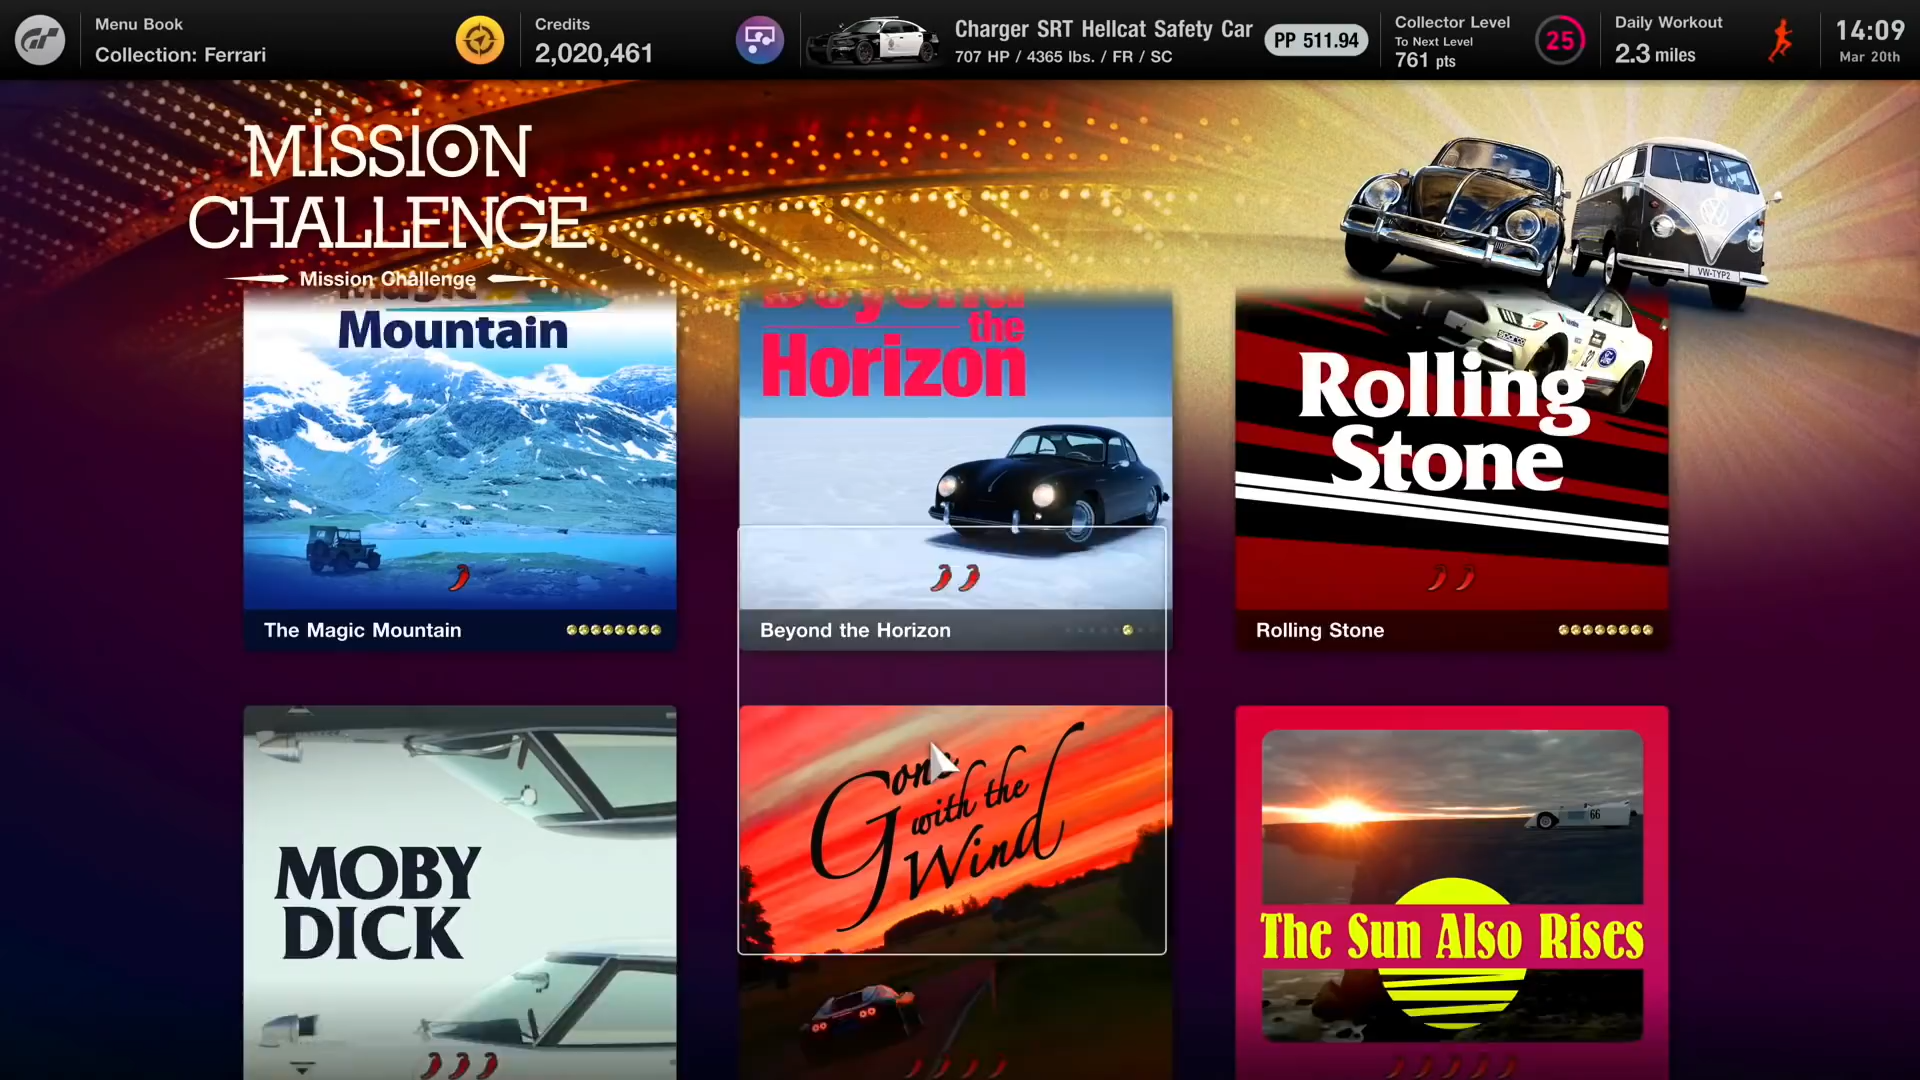 Menu Book
Collection: Ferrari
Credits
2,020,461
Charger SRT Hellcat Safety Car
707 HP / 4365 lbs. / FR / SC
PP 511.94
Collector Level
To Next Level
761 pts
25
Daily Workout
2.3 miles
14:09
Mar 20th
MISSION
CHALLENGE
Mission Challenge
Magic
Mountain
The Magic Mountain
Beyond
the
Horizon
Beyond the Horizon
Rolling
Stone
Rolling Stone
VW-TYP2
MOBY
DICK
Gone
with the
Wind
66
The Sun Also Rises